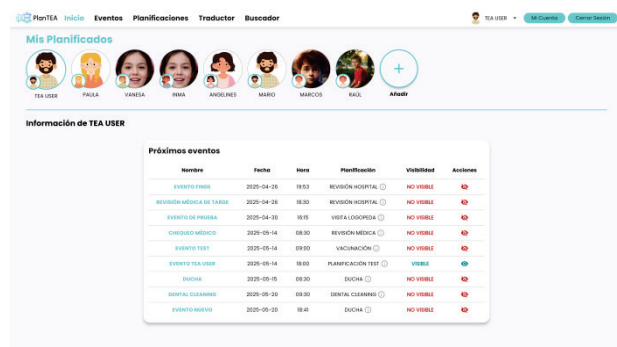 PlanTEA Inicio Eventos Planificaciones Traductor Buscador TEA USER Mi Cuenta Cerrar Sesión
Mis Planificados
TEA USER PAULA VANESA INMA ANGELINES MARIO MARCOS RAÚL Añadir
Información de TEA USER
Próximos eventos
Nombre Fecha Hora Planificación Visibilidad Acciones
EVENTO FINDE 2025-04-26 19:53 REVISIÓN HOSPITAL NO VISIBLE
REVISIÓN MÉDICA DE TARDE 2025-04-26 16:30 REVISIÓN HOSPITAL NO VISIBLE
EVENTO DE PRUEBA 2025-04-30 16:15 VISITA LOGOPEDA NO VISIBLE
CHEQUEO MÉDICO 2025-05-14 08:30 REVISIÓN MÉDICA NO VISIBLE
EVENTO TEST 2025-05-14 09:00 VACUNACIÓN NO VISIBLE
EVENTO TEA USER 2025-05-14 18:00 PLANIFICACIÓN TEST VISIBLE
DUCHA 2025-05-15 09:30 DUCHA NO VISIBLE
DENTAL CLEANING 2025-05-20 09:30 DENTAL CLEANING NO VISIBLE
EVENTO NUEVO 2025-05-20 18:41 DUCHA NO VISIBLE